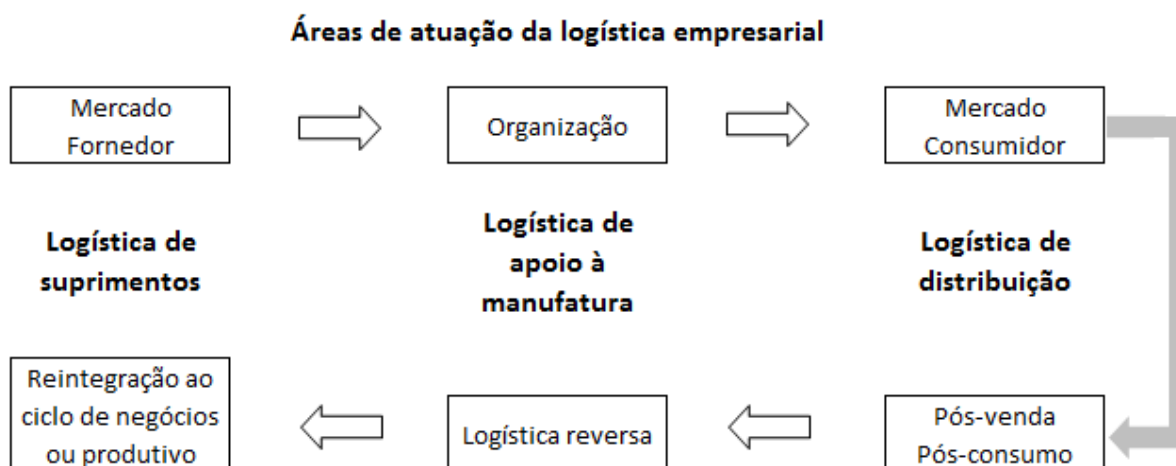 Áreas de atuação da logística empresarial
Mercado
Fornedor
Organização
Mercado
Consumidor
Logística de
suprimentos
Logística de
apoio à
manufatura
Logística de
distribuição
Reintegração ao
ciclo de negócios
ou produtivo
Logística reversa
Pós-venda
Pós-consumo